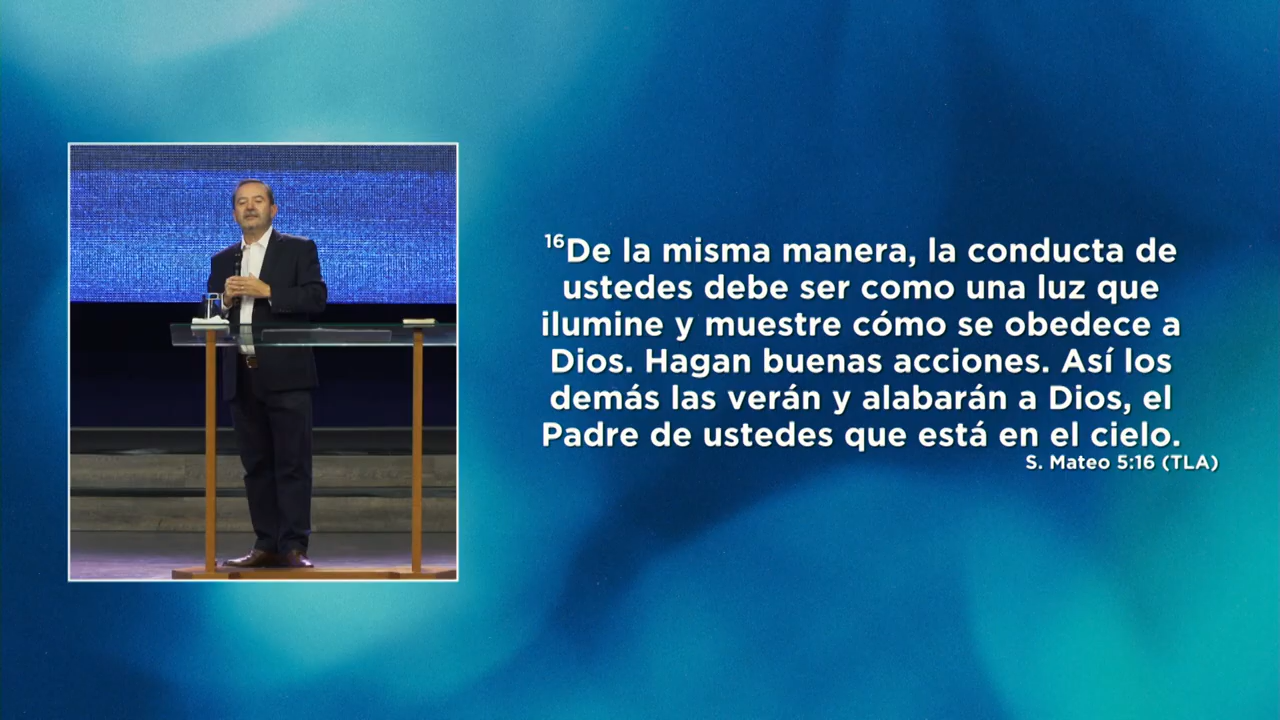 ¹⁶De la misma manera, la conducta de
ustedes debe ser como una luz que
ilumine y muestre cómo se obedece a
Dios. Hagan buenas acciones. Así los
demás las verán y alabarán a Dios, el
Padre de ustedes que está en el cielo.
S. Mateo 5:16 (TLA)